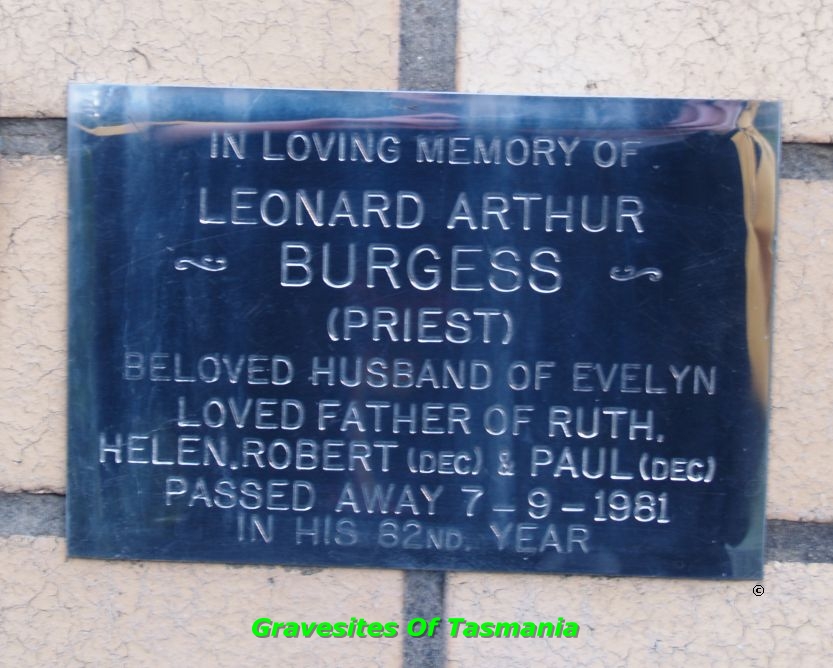 IN LOVING MEMORY OF
LEONARD ARTHUR
BURGESS
(PRIEST)
BELOVED HUSBAND OF EVELYN
LOVED FATHER OF RUTH,
HELEN, ROBERT (DEC) & PAUL (DEC)
PASSED AWAY 7-9-1981
IN HIS 82ND. YEAR
©
Gravesites Of Tasmania